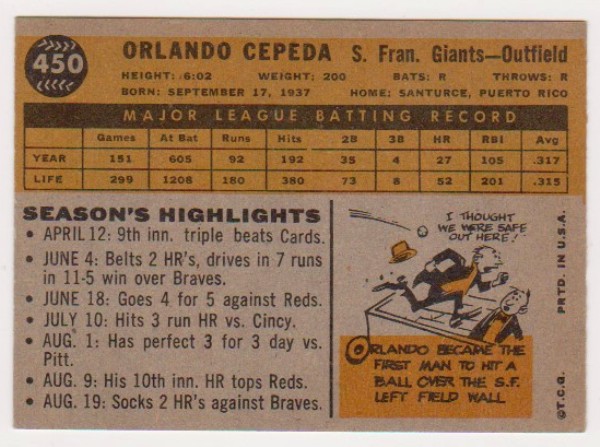 450
ORLANDO CEPEDA S. Fran. Giants—Outfield
HEIGHT: 6:02 WEIGHT: 200 BATS: R THROWS: R
BORN: SEPTEMBER 17, 1937 HOME: SANTURCE, PUERTO RICO
MAJOR LEAGUE BATTING RECORD
Games At Bat Runs Hits 2B 3B HR RBI Avg
YEAR 151 605 92 192 35 4 27 105 .317
LIFE 299 1208 180 380 73 8 52 201 .315
SEASON'S HIGHLIGHTS
• APRIL 12: 9th inn. triple beats Cards.
• JUNE 4: Belts 2 HR's, drives in 7 runs
in 11-5 win over Braves.
• JUNE 18: Goes 4 for 5 against Reds.
• JULY 10: Hits 3 run HR vs. Cincy.
• AUG. 1: Has perfect 3 for 3 day vs.
Pitt.
• AUG. 9: His 10th inn. HR tops Reds.
• AUG. 19: Socks 2 HR's against Braves.
I THOUGHT
WE WERE SAFE
OUT HERE!
ORLANDO BECAME THE
FIRST MAN TO HIT A
BALL OVER THE S.F.
LEFT FIELD WALL
©T.C.G. PRTD. IN U.S.A.